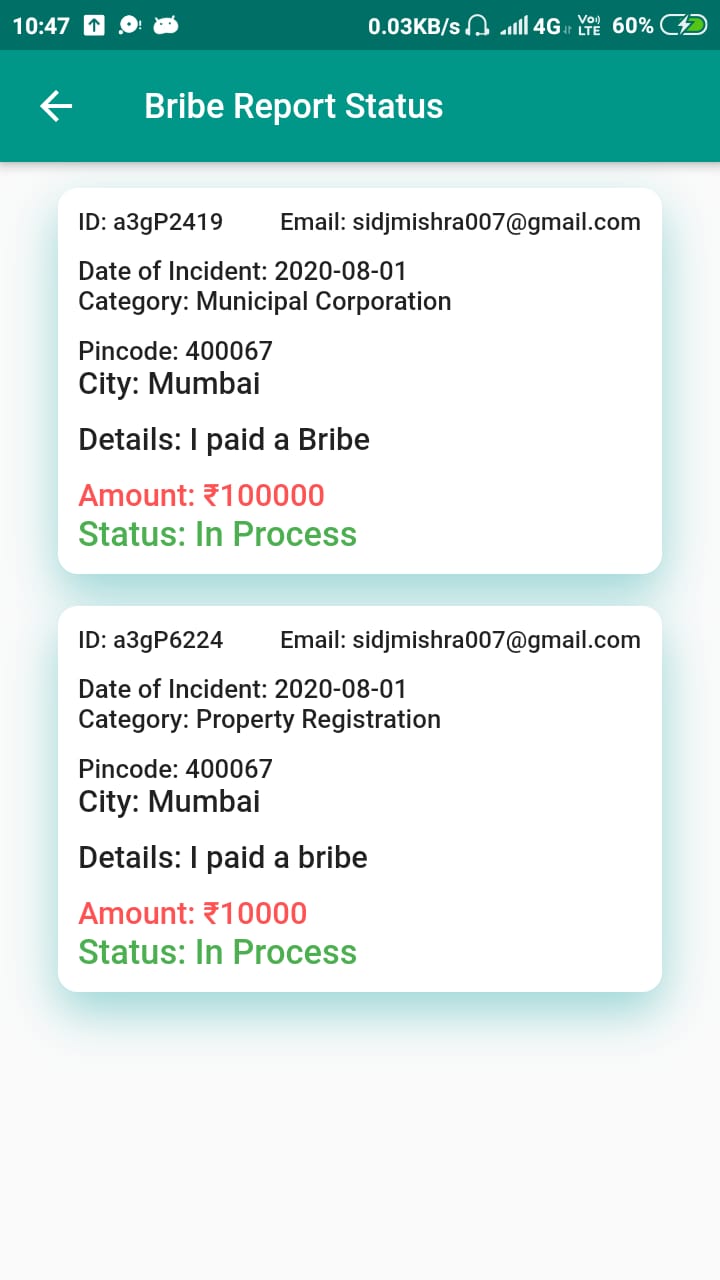 10:47 0.03KB/s 4G Vo) LTE 60%
Bribe Report Status
ID: a3gP2419 Email: sidjmishra007@gmail.com
Date of Incident: 2020-08-01
Category: Municipal Corporation
Pincode: 400067
City: Mumbai
Details: I paid a Bribe
Amount: ₹100000
Status: In Process
ID: a3gP6224 Email: sidjmishra007@gmail.com
Date of Incident: 2020-08-01
Category: Property Registration
Pincode: 400067
City: Mumbai
Details: I paid a bribe
Amount: ₹10000
Status: In Process